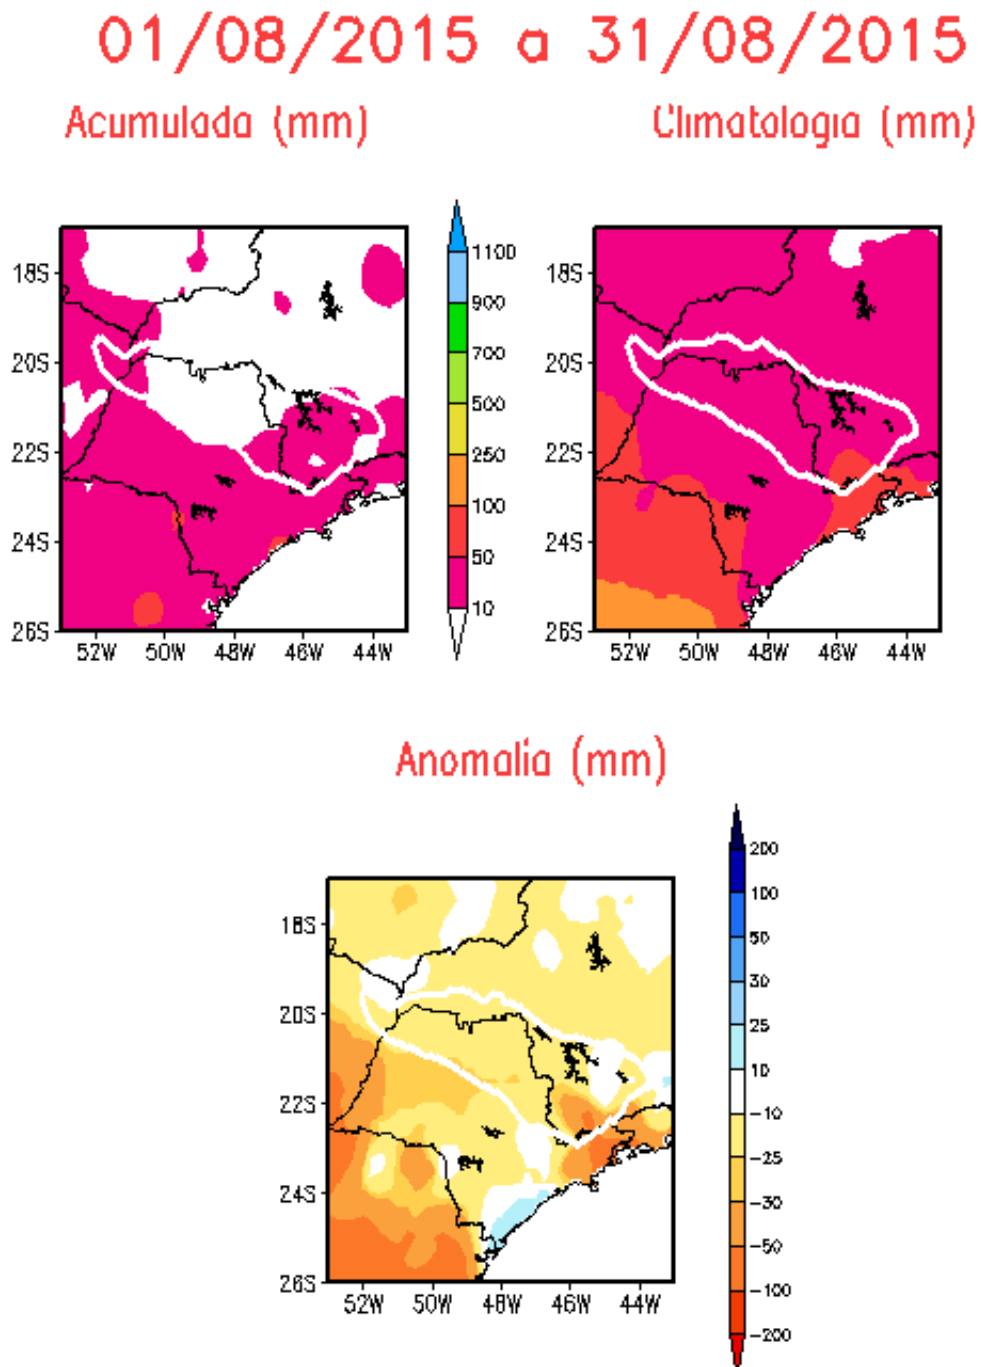 01/08/2015 a 31/08/2015
Acumulada (mm)
Climatologia (mm)
18S
20S
22S
24S
26S
52W 50W 48W 46W 44W
1100
900
700
500
250
100
50
10
18S
20S
22S
24S
26S
52W 50W 48W 46W 44W
Anomalia (mm)
18S
20S
22S
24S
26S
52W 50W 48W 46W 44W
200
100
50
30
25
10
-10
-25
-30
-50
-100
-200